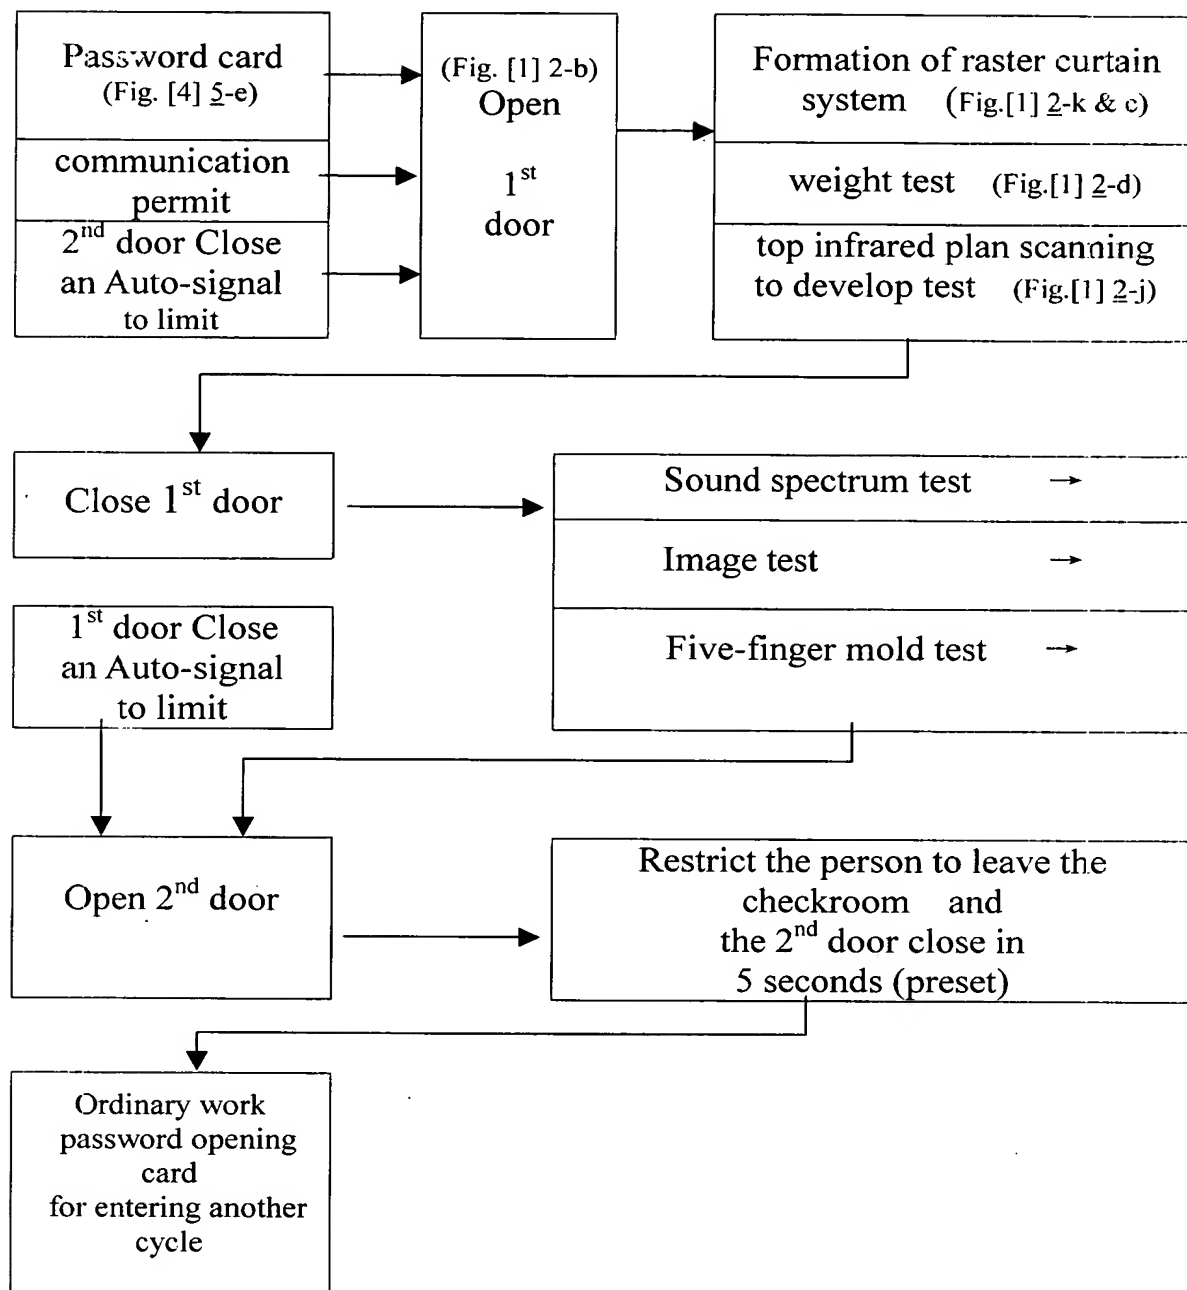 Password card
(Fig. [4] 5-e)
communication
permit
2nd door Close
an Auto-signal
to limit
(Fig. [1] 2-b)
Open
1st
door
Formation of raster curtain
system (Fig.[1] 2-k & c)
weight test (Fig.[1] 2-d)
top infrared plan scanning
to develop test (Fig.[1] 2-j)
Close 1st door
Sound spectrum test →
Image test →
Five-finger mold test →
1st door Close
an Auto-signal
to limit
Open 2nd door
Restrict the person to leave the
checkroom and
the 2nd door close in
5 seconds (preset)
Ordinary work
password opening
card
for entering another
cycle